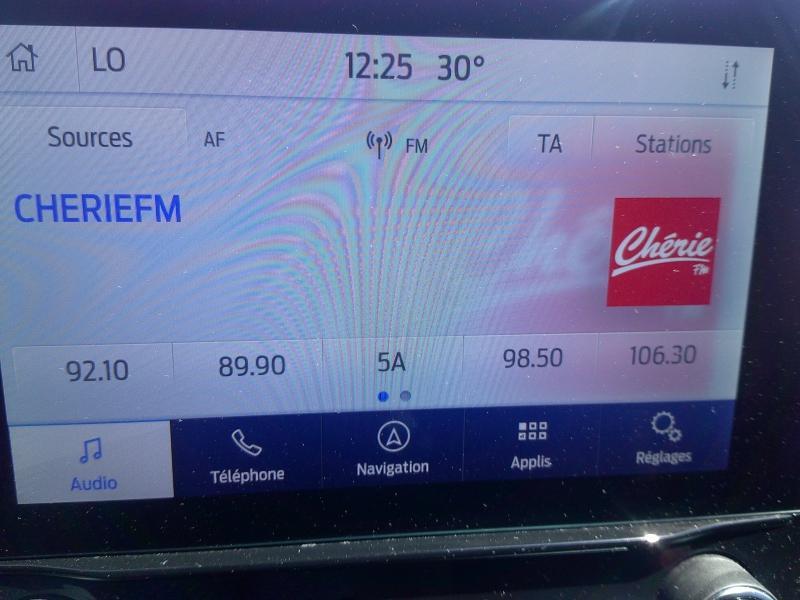 LO 12:25 30°
Sources AF FM TA Stations
CHERIEFM
Chérie
FM
92.10 89.90 5A 98.50 106.30
Audio Téléphone Navigation Applis Réglages